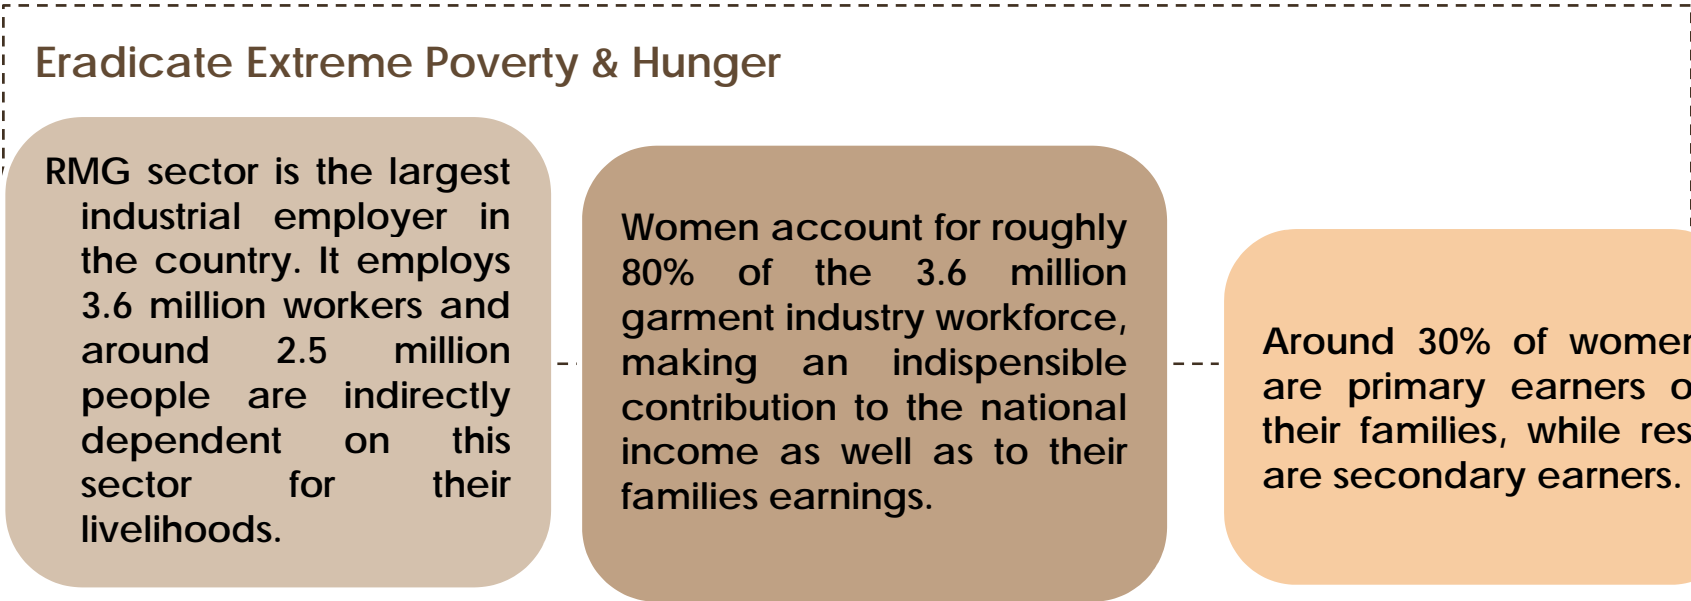 Eradicate Extreme Poverty & Hunger
RMG sector is the largest
industrial employer in
the country. It employs
3.6 million workers and
around 2.5 million
people are indirectly
dependent on this
sector for their
livelihoods.
Women account for roughly
80% of the 3.6 million
garment industry workforce,
making an indispensible
contribution to the national
income as well as to their
families earnings.
Around 30% of women
are primary earners o
their families, while res
are secondary earners.